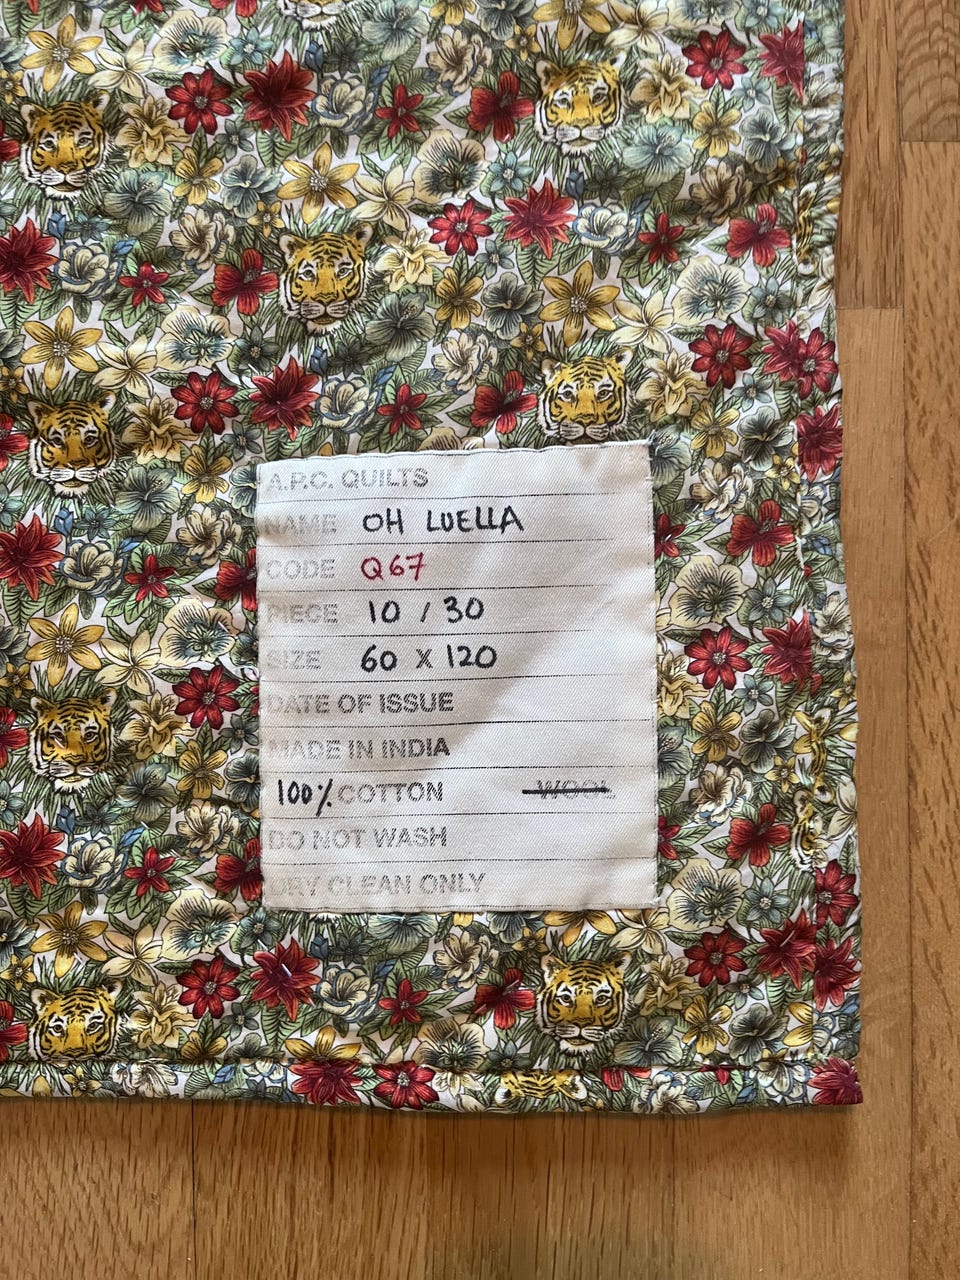 A.P.C. QUILTS
NAME OH LUELLA
CODE Q67
PIECE 10 / 30
SIZE 60 X 120
DATE OF ISSUE
MADE IN INDIA
100% COTTON WOOL
DO NOT WASH
DRY CLEAN ONLY